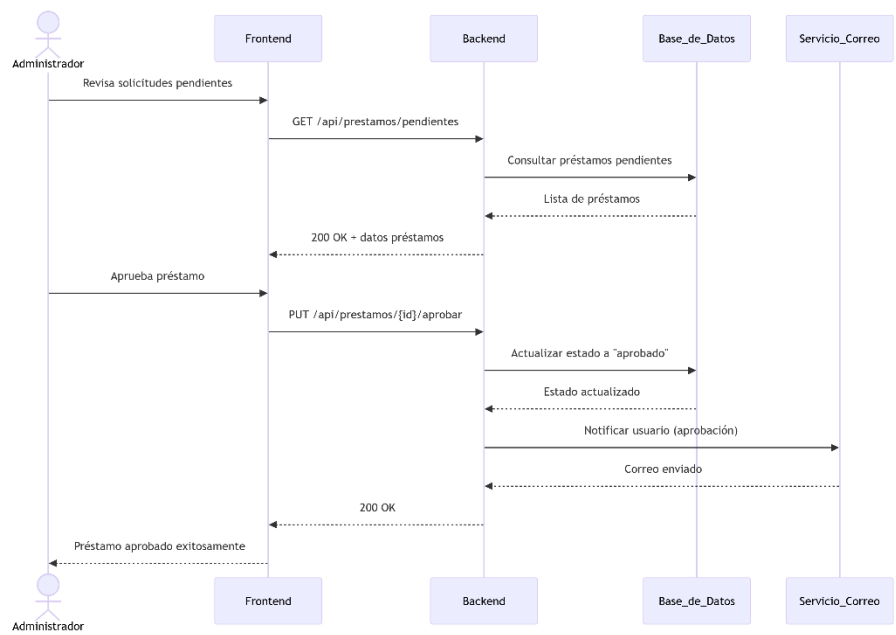 Administrador
Frontend
Backend
Base_de_Datos
Servicio_Correo
Revisa solicitudes pendientes
GET /api/prestamos/pendientes
Consultar préstamos pendientes
Lista de préstamos
200 OK + datos préstamos
Aprueba préstamo
PUT /api/prestamos/{id}/aprobar
Actualizar estado a "aprobado"
Estado actualizado
Notificar usuario (aprobación)
Correo enviado
200 OK
Préstamo aprobado exitosamente
Administrador
Frontend
Backend
Base_de_Datos
Servicio_Correo